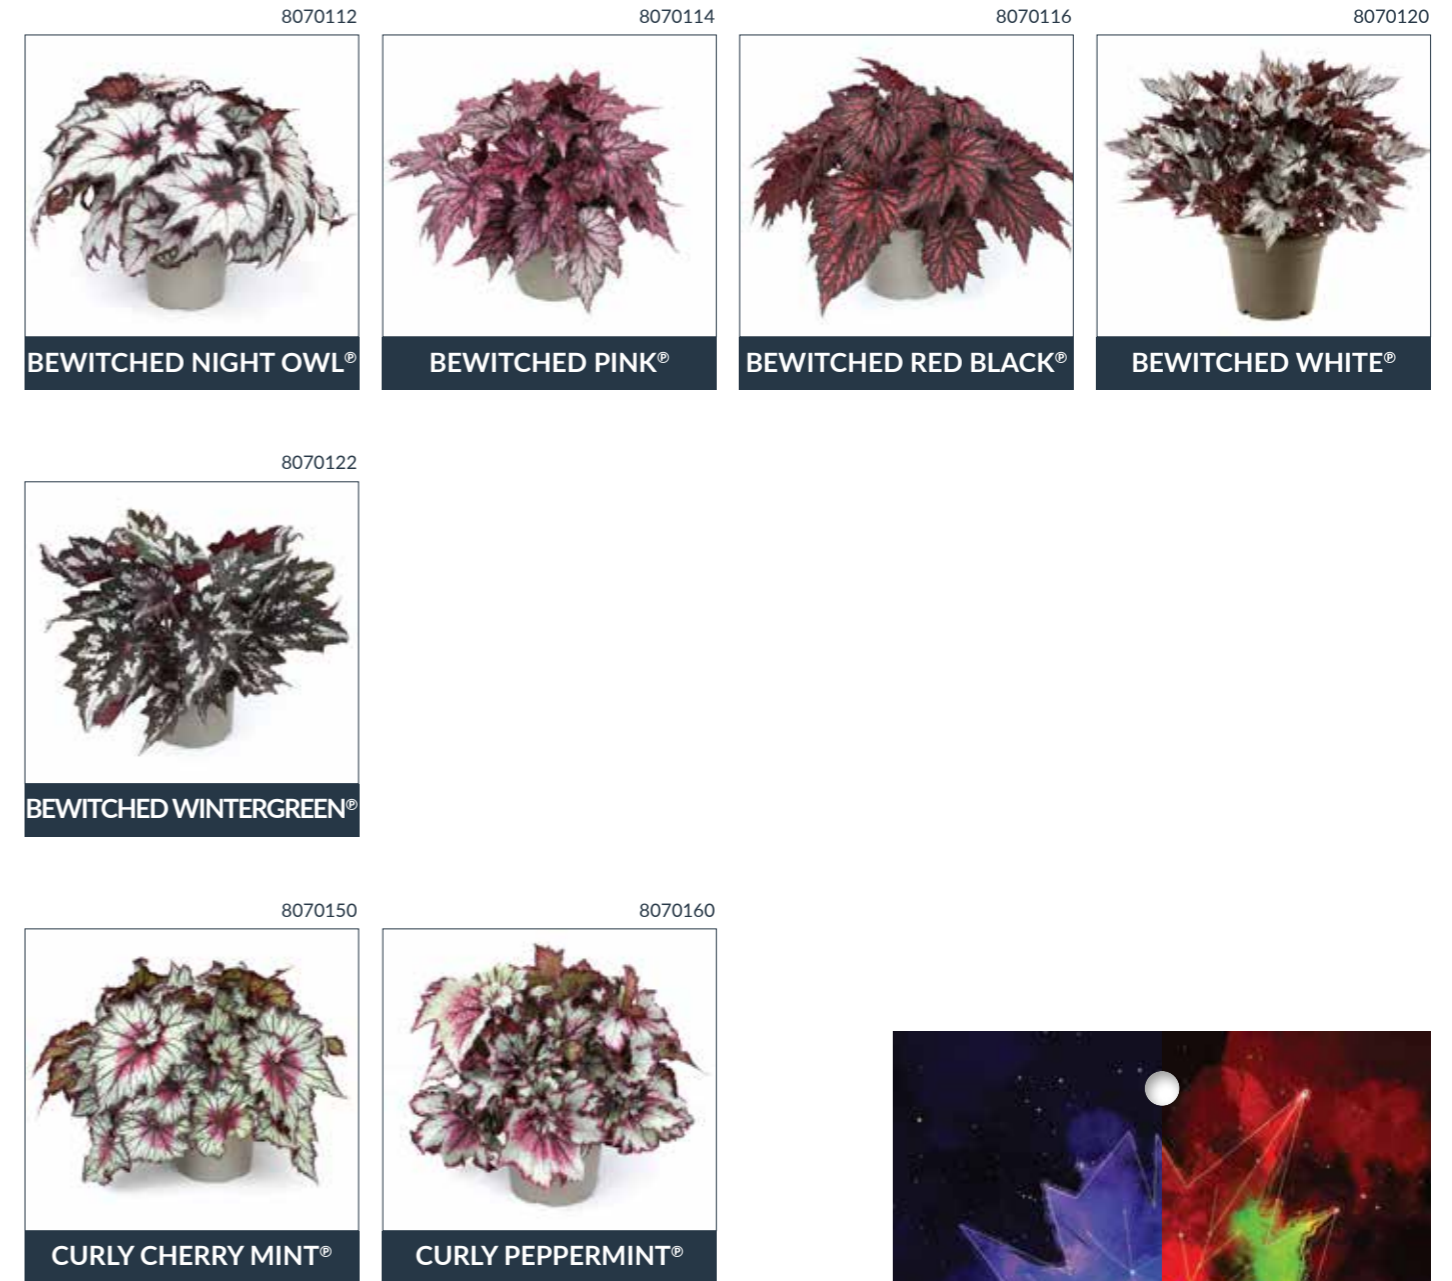 8070112
8070114
8070116
8070120
BEWITCHED NIGHT OWL℗
BEWITCHED PINK℗
BEWITCHED RED BLACK℗
BEWITCHED WHITE℗
8070122
BEWITCHED WINTERGREEN℗
8070150
8070160
CURLY CHERRY MINT℗
CURLY PEPPERMINT℗